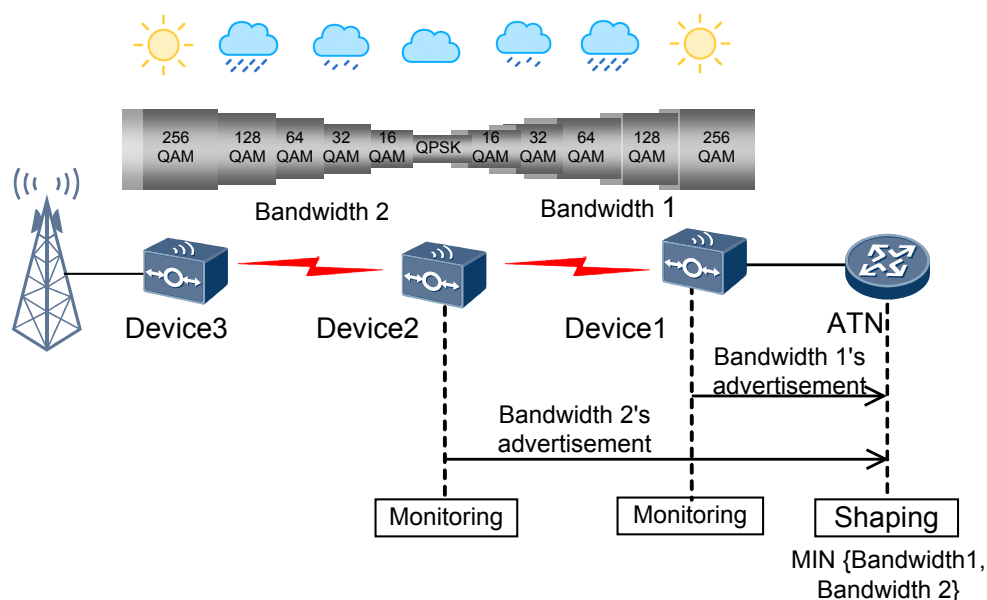 256
QAM
128
QAM
64
QAM
32
QAM
16
QAM
QPSK
16
QAM
32
QAM
64
QAM
128
QAM
256
QAM
Bandwidth 2
Bandwidth 1
Device3
Device2
Device1
ATN
Bandwidth 1's
advertisement
Bandwidth 2's
advertisement
Monitoring
Monitoring
Shaping
MIN {Bandwidth1,
Bandwidth 2}